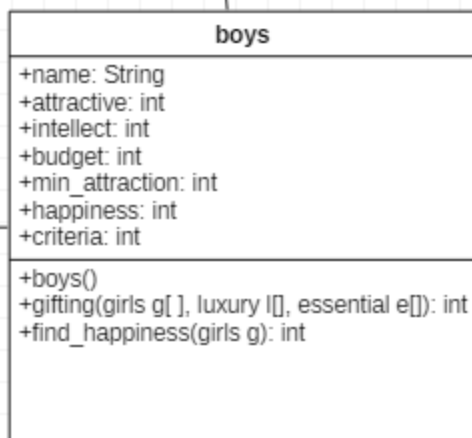 boys
+name: String
+attractive: int
+intellect: int
+budget: int
+min_attraction: int
+happiness: int
+criteria: int
+boys()
+gifting(girls g[ ], luxury l[], essential e[]): int
+find_happiness(girls g): int